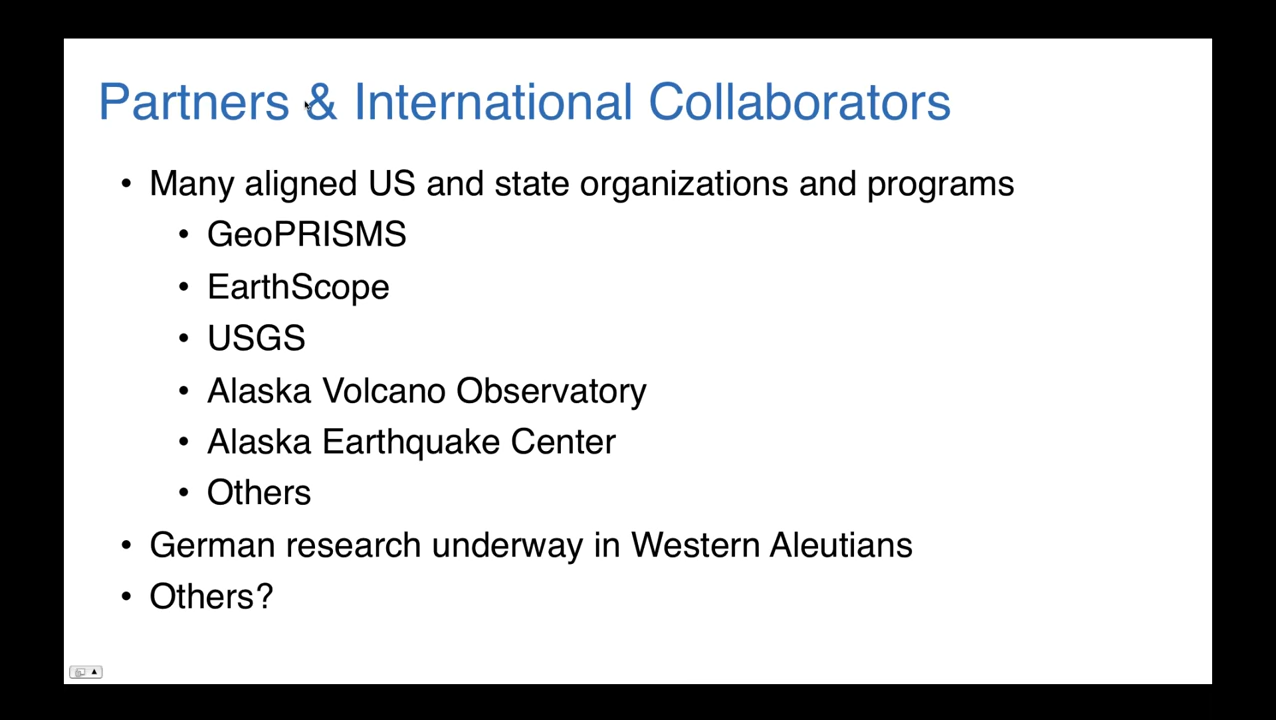 Partners & International Collaborators
• Many aligned US and state organizations and programs
• GeoPRISMS
• EarthScope
• USGS
• Alaska Volcano Observatory
• Alaska Earthquake Center
• Others
• German research underway in Western Aleutians
• Others?